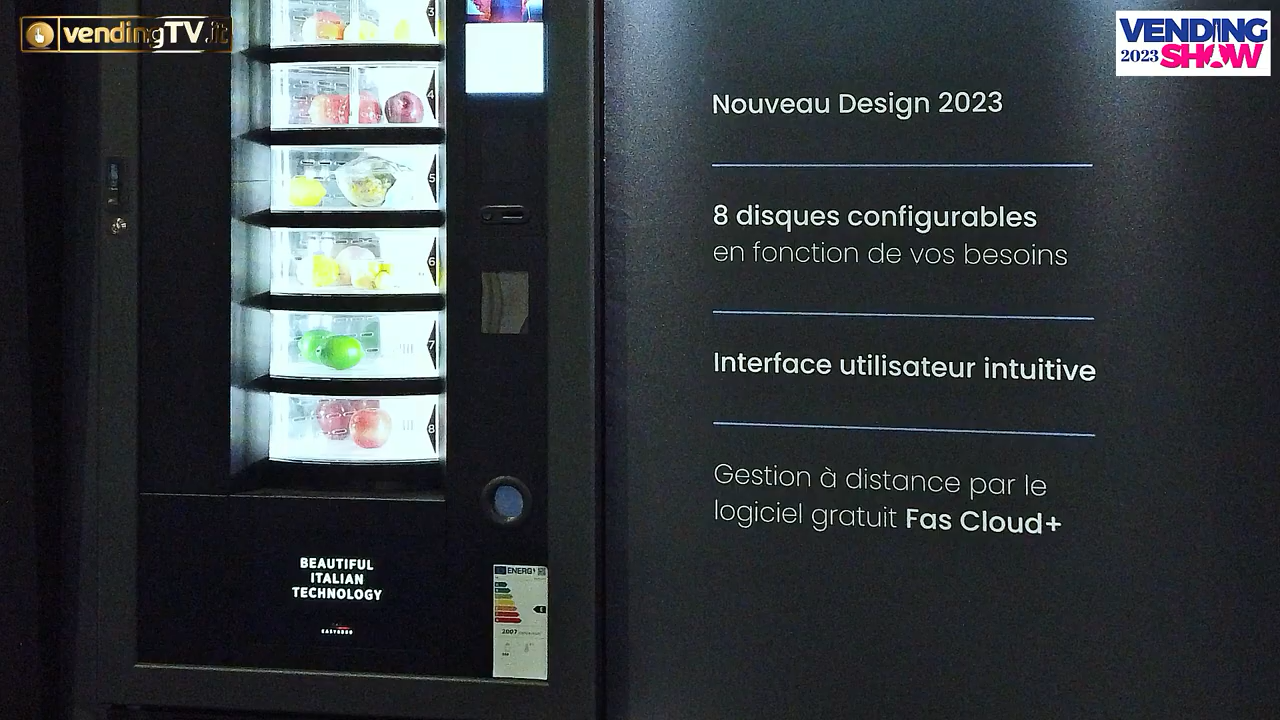 vendingTV.it
VENDING
2023 SHOW
3
4
5
6
7
8
Nouveau Design 2023
8 disques configurables
en fonction de vos besoins
Interface utilisateur intuitive
Gestion à distance par le
logiciel gratuit Fas Cloud+
BEAUTIFUL
ITALIAN
TECHNOLOGY
ENERG
E
2007